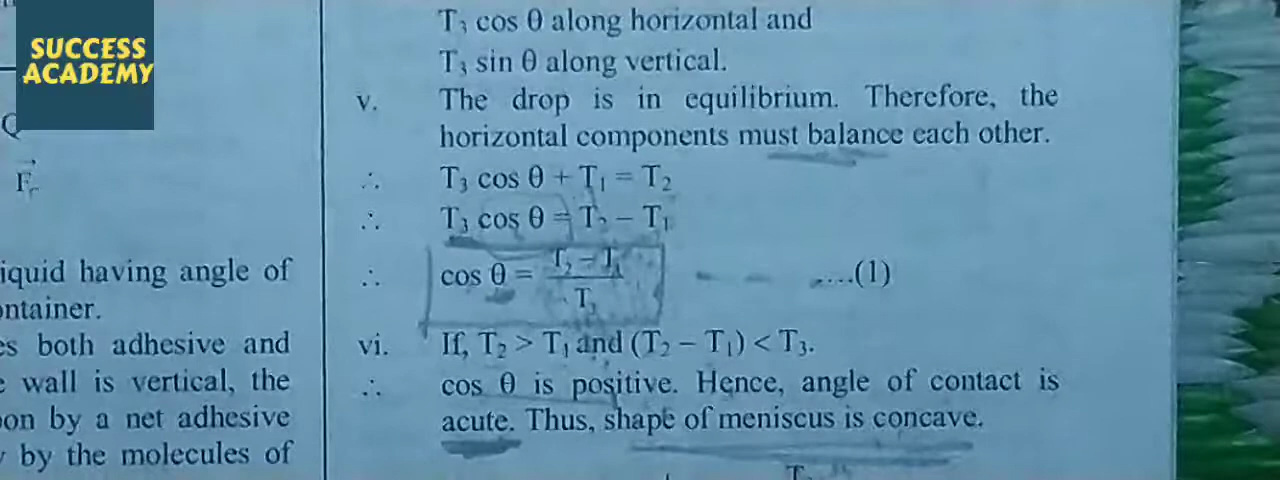 SUCCESS
ACADEMY
Q
F⃗r
iquid having angle of
ontainer.
es both adhesive and
e wall is vertical, the
on by a net adhesive
y by the molecules of
T₃ cos θ along horizontal and
T₃ sin θ along vertical.
v. The drop is in equilibrium. Therefore, the
horizontal components must balance each other.
∴ T₃ cos θ + T₁ = T₂
∴ T₃ cos θ = T₂ – T₁
∴ cos θ = (T₂ – T₁)/T₃ ....(1)
vi. If, T₂ > T₁ and (T₂ – T₁) < T₃.
∴ cos θ is positive. Hence, angle of contact is
acute. Thus, shape of meniscus is concave.